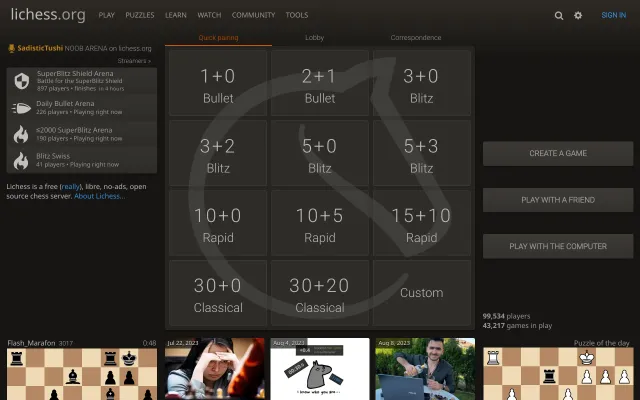 lichess.org
PLAY
PUZZLES
LEARN
WATCH
COMMUNITY
TOOLS
SIGN IN
SadisticTushi NOOB ARENA on lichess.org
Streamers »
SuperBlitz Shield Arena
Battle for the SuperBlitz Shield
897 players • finishes in 4 hours
Daily Bullet Arena
226 players • Playing right now
≤2000 SuperBlitz Arena
190 players • Playing right now
Blitz Swiss
41 players • Playing right now
Lichess is a free (really), libre, no-ads, open
source chess server. About Lichess...
Quick pairing
Lobby
Correspondence
1+0
Bullet
2+1
Bullet
3+0
Blitz
3+2
Blitz
5+0
Blitz
5+3
Blitz
10+0
Rapid
10+5
Rapid
15+10
Rapid
30+0
Classical
30+20
Classical
Custom
CREATE A GAME
PLAY WITH A FRIEND
PLAY WITH THE COMPUTER
99,534 players
43,217 games in play
Flash_Marafon 3017
0:48
Jul 22, 2023
Aug 4, 2023
+0.4
I know who you are...
Aug 8, 2023
Puzzle of the day